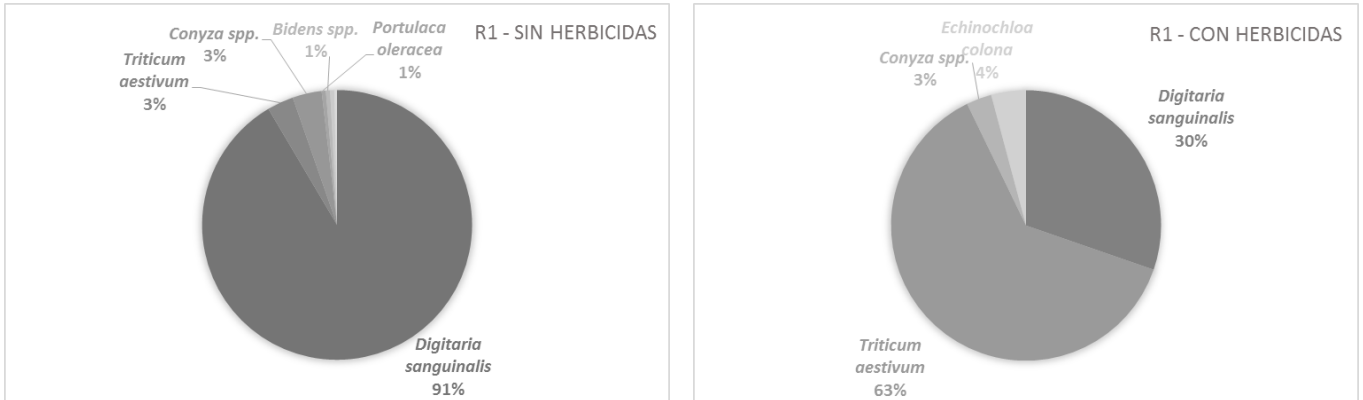 R1 - SIN HERBICIDAS
Triticum
aestivum
3%
Conyza spp.
3%
Bidens spp.
1%
Portulaca
oleracea
1%
Digitaria
sanguinalis
91%
R1 - CON HERBICIDAS
Conyza spp.
3%
Echinochloa
colona
4%
Digitaria
sanguinalis
30%
Triticum
aestivum
63%